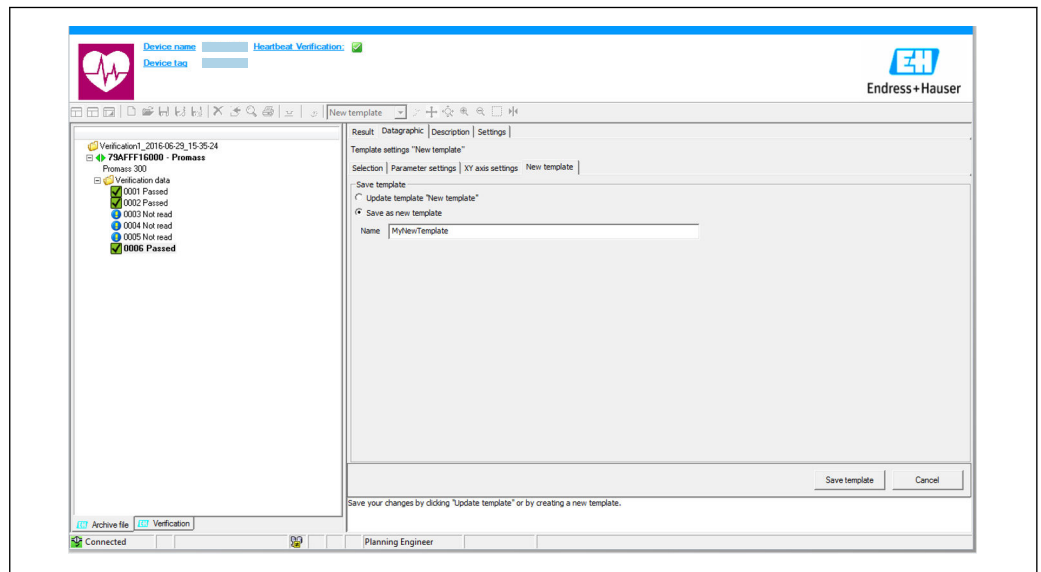 Device name Heartbeat Verification:
Device tag
EH
Endress+Hauser
New template
Result Datagraphic Description Settings
Template settings "New template"
Selection Parameter settings XY axis settings New template
Save template
Update template "New template"
Save as new template
Name MyNewTemplate
Verification1_2016-06-29_15-35-24
79AFFF16000 - Promass
Promass 300
Verification data
0001 Passed
0002 Passed
0003 Not read
0004 Not read
0005 Not read
0006 Passed
Save template Cancel
Save your changes by clicking "Update template" or by creating a new template.
Archive file Verification
Connected Planning Engineer